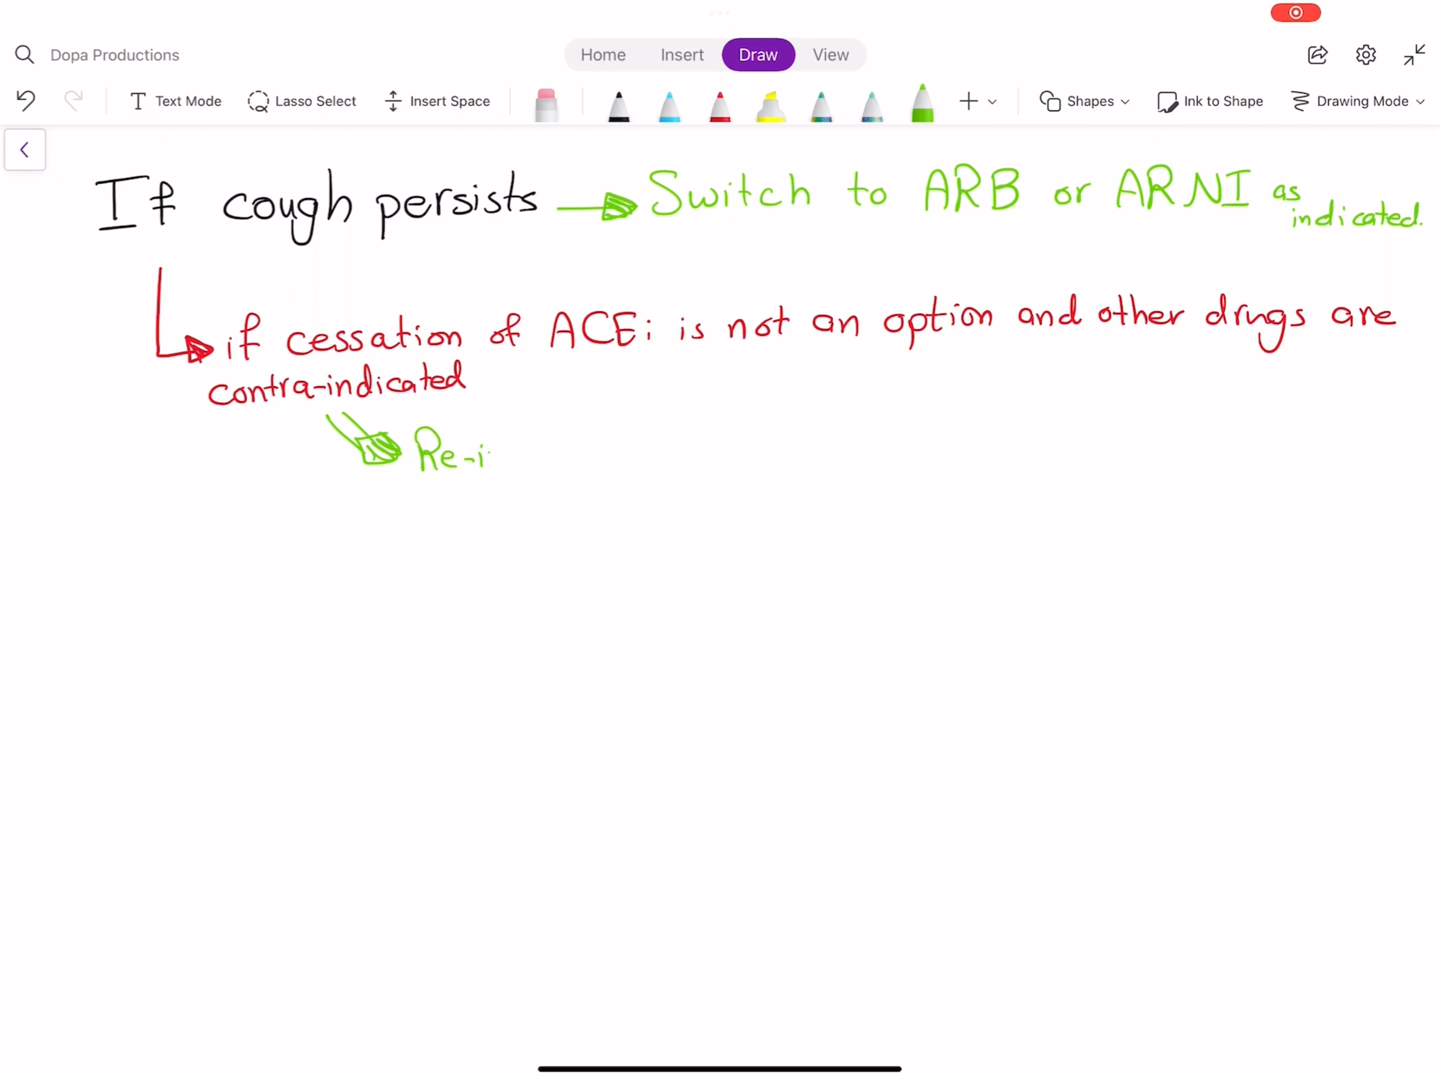 Dopa Productions
Home Insert Draw View
Text Mode Lasso Select Insert Space Shapes Ink to Shape Drawing Mode
If cough persists → Switch to ARB or ARNI as indicated.
if cessation of ACEi is not an option and other drugs are
contra-indicated
Re-i